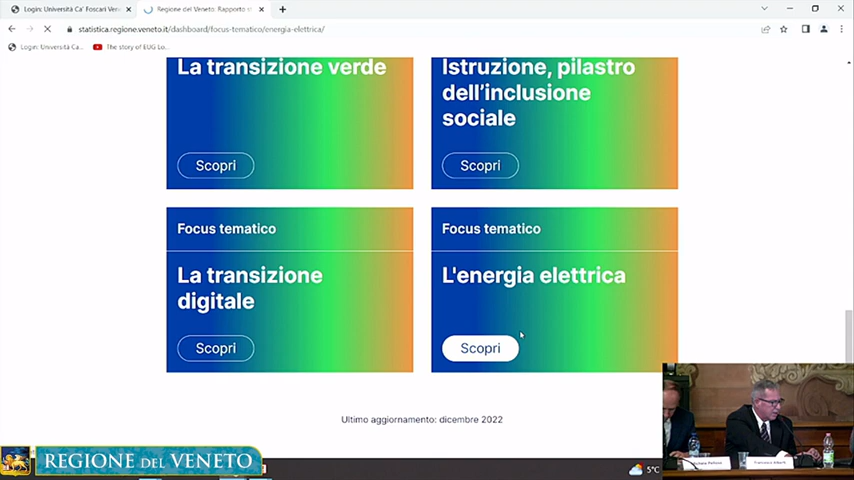 Login: Università Ca' Foscari Vene
Regione del Veneto: Rapporto st
statistica.regione.veneto.it/dashboard/focus-tematico/energia-elettrica/
Login: Università Ca...
The story of EUG Lo...
La transizione verde
Scopri
Istruzione, pilastro
dell'inclusione
sociale
Scopri
Focus tematico
La transizione
digitale
Scopri
Focus tematico
L'energia elettrica
Scopri
Ultimo aggiornamento: dicembre 2022
REGIONE DEL VENETO
5°C